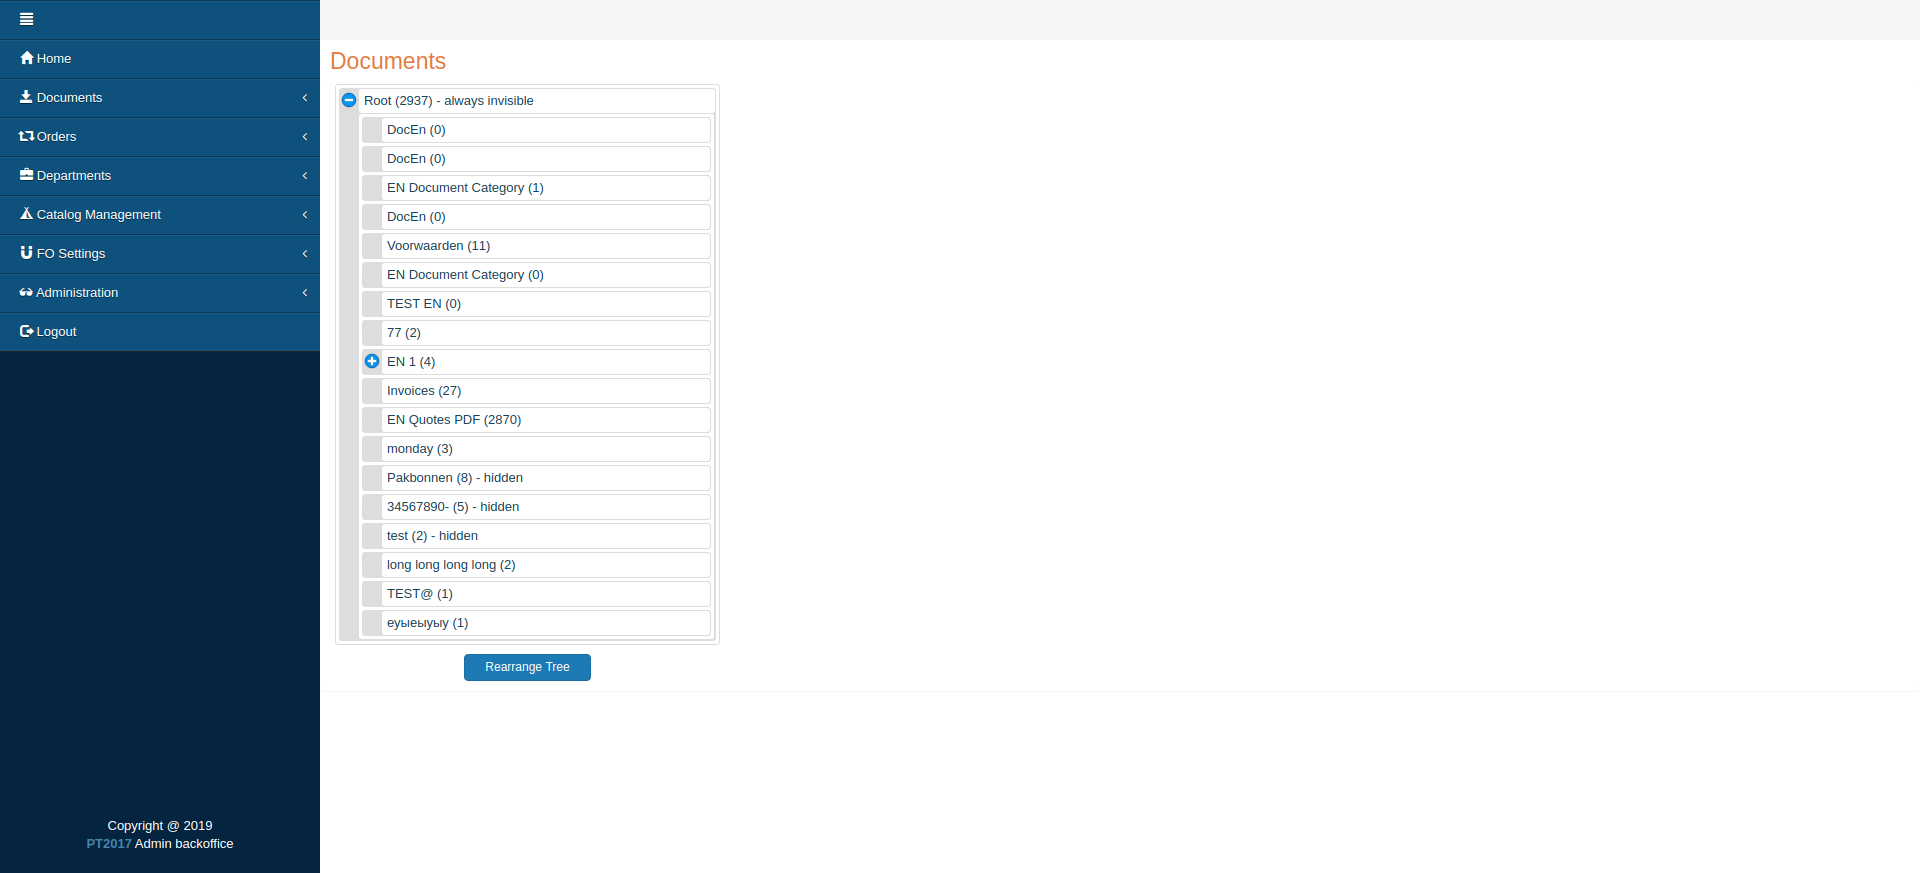 Home
Documents
Orders
Departments
Catalog Management
FO Settings
Administration
Logout
Copyright @ 2019
PT2017 Admin backoffice
Documents
Root (2937) - always invisible
DocEn (0)
DocEn (0)
EN Document Category (1)
DocEn (0)
Voorwaarden (11)
EN Document Category (0)
TEST EN (0)
77 (2)
EN 1 (4)
Invoices (27)
EN Quotes PDF (2870)
monday (3)
Pakbonnen (8) - hidden
34567890- (5) - hidden
test (2) - hidden
long long long long (2)
TEST@ (1)
еуыеыуыу (1)
Rearrange Tree